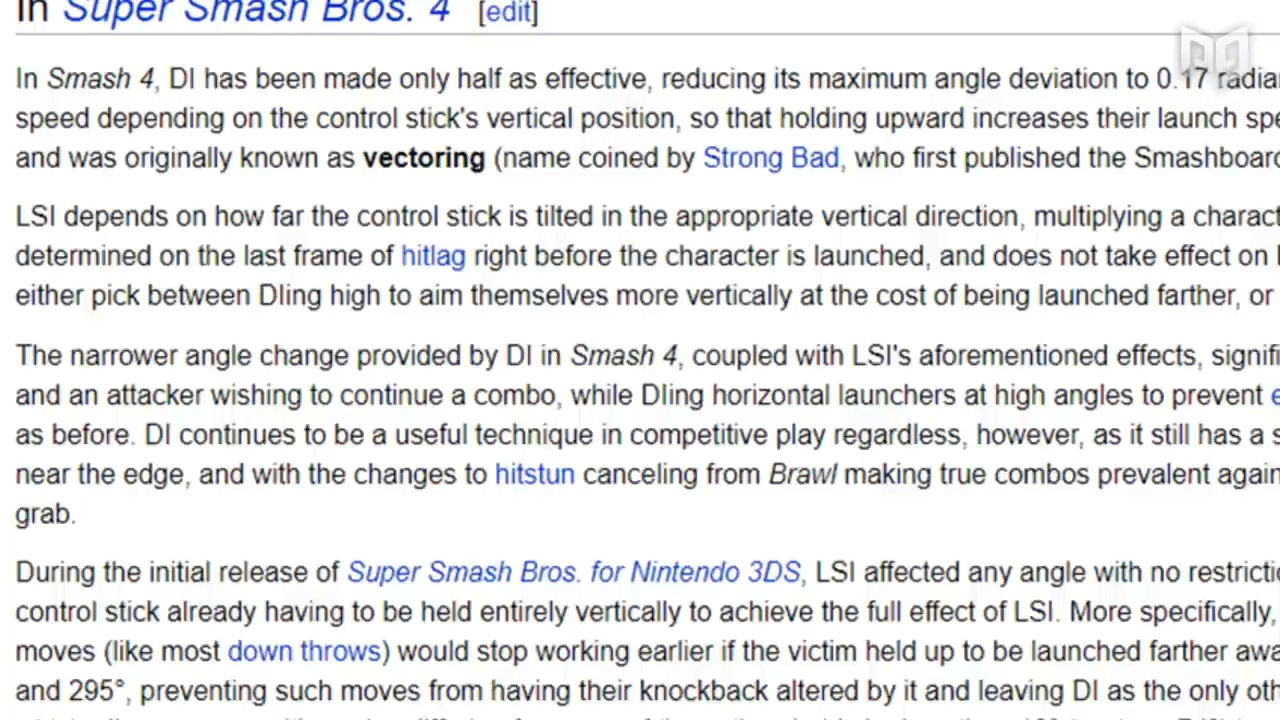 In Super Smash Bros. 4 [edit]
In Smash 4, DI has been made only half as effective, reducing its maximum angle deviation to 0.17
speed depending on the control stick's vertical position, so that holding upward increases their launch
and was originally known as vectoring (name coined by Strong Bad, who first published the
LSI depends on how far the control stick is tilted in the appropriate vertical direction, multiplying a
determined on the last frame of hitlag right before the character is launched, and does not take effect on
either pick between DIing high to aim themselves more vertically at the cost of being launched farther, or
The narrower angle change provided by DI in Smash 4, coupled with LSI's aforementioned effects,
and an attacker wishing to continue a combo, while DIing horizontal launchers at high angles to prevent
as before. DI continues to be a useful technique in competitive play regardless, however, as it still has a
near the edge, and with the changes to hitstun canceling from Brawl making true combos prevalent
grab.
During the initial release of Super Smash Bros. for Nintendo 3DS, LSI affected any angle with no
control stick already having to be held entirely vertically to achieve the full effect of LSI. More specifically,
moves (like most down throws) would stop working earlier if the victim held up to be launched farther
and 295°, preventing such moves from having their knockback altered by it and leaving DI as the only